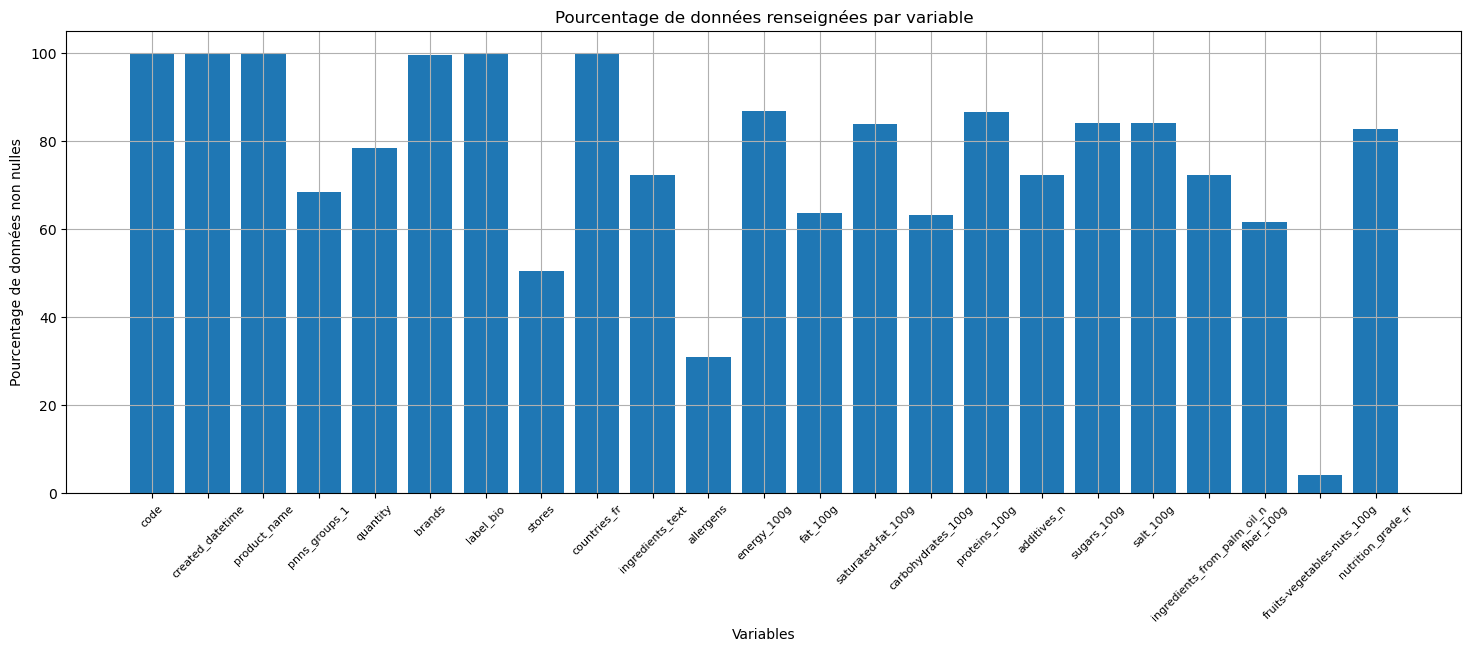 Pourcentage de données renseignées par variable
Pourcentage de données non nulles
100
80
60
40
20
0
code
created_datetime
product_name
pnns_groups_1
quantity
brands
label_bio
stores
countries_fr
ingredients_text
allergens
energy_100g
fat_100g
saturated-fat_100g
carbohydrates_100g
proteins_100g
additives_n
sugars_100g
salt_100g
ingredients_from_palm_oil_n
fiber_100g
fruits-vegetables-nuts_100g
nutrition_grade_fr
Variables